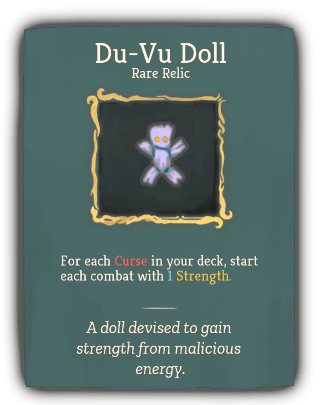 Du-Vu Doll
Rare Relic
For each Curse in your deck, start
each combat with 1 Strength.
A doll devised to gain
strength from malicious
energy.